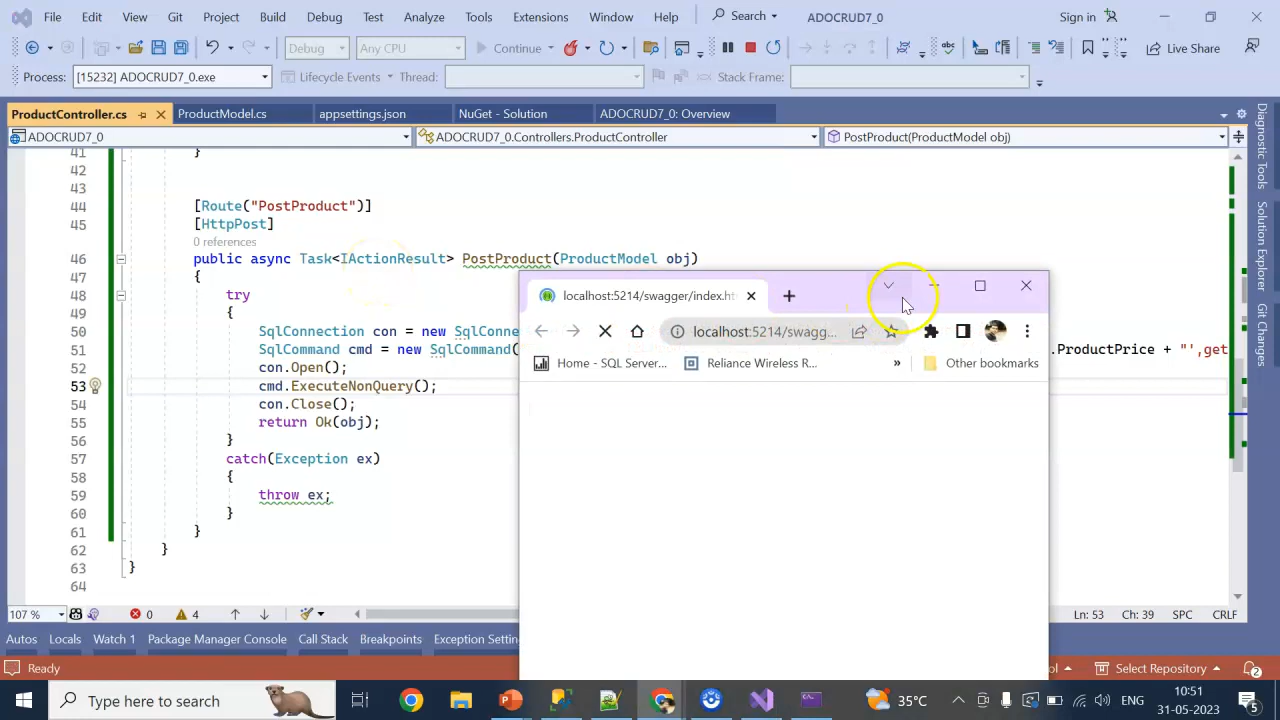 File Edit View Git Project Build Debug Test Analyze Tools Extensions Window Help Search ADOCRUD7_0 Sign in
Debug Any CPU Continue Live Share
Process: [15232] ADOCRUD7_0.exe Lifecycle Events Thread: Stack Frame:
ProductController.cs ProductModel.cs appsettings.json NuGet - Solution ADOCRUD7_0: Overview
ADOCRUD7_0 ADOCRUD7_0.Controllers.ProductController PostProduct(ProductModel obj)
41 }
42
43
44 [Route("PostProduct")]
45 [HttpPost]
0 references
46 public async Task<IActionResult> PostProduct(ProductModel obj)
47 {
48 try
49 {
50 SqlConnection con = new SqlConne
51 SqlCommand cmd = new SqlCommand( .ProductPrice + "',get
52 con.Open();
53 cmd.ExecuteNonQuery();
54 con.Close();
55 return Ok(obj);
56 }
57 catch(Exception ex)
58 {
59 throw ex;
60 }
61 }
62 }
63 }
64
localhost:5214/swagger/index.ht
localhost:5214/swagg...
Home - SQL Server... Reliance Wireless R... » Other bookmarks
Diagnostic Tools
Solution Explorer
Git Changes
107 % 0 4 Ln: 53 Ch: 39 SPC CRLF
Autos Locals Watch 1 Package Manager Console Call Stack Breakpoints Exception Settin
Ready Select Repository 2
Type here to search 35°C ENG 10:51
31-05-2023 5